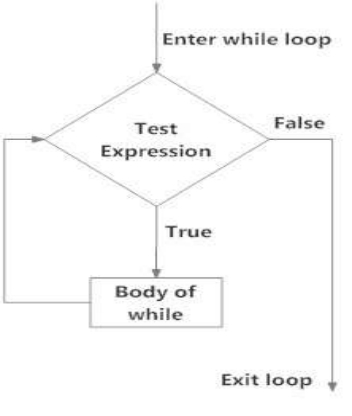 Enter while loop
Test
Expression
False
True
Body of
while
Exit loop